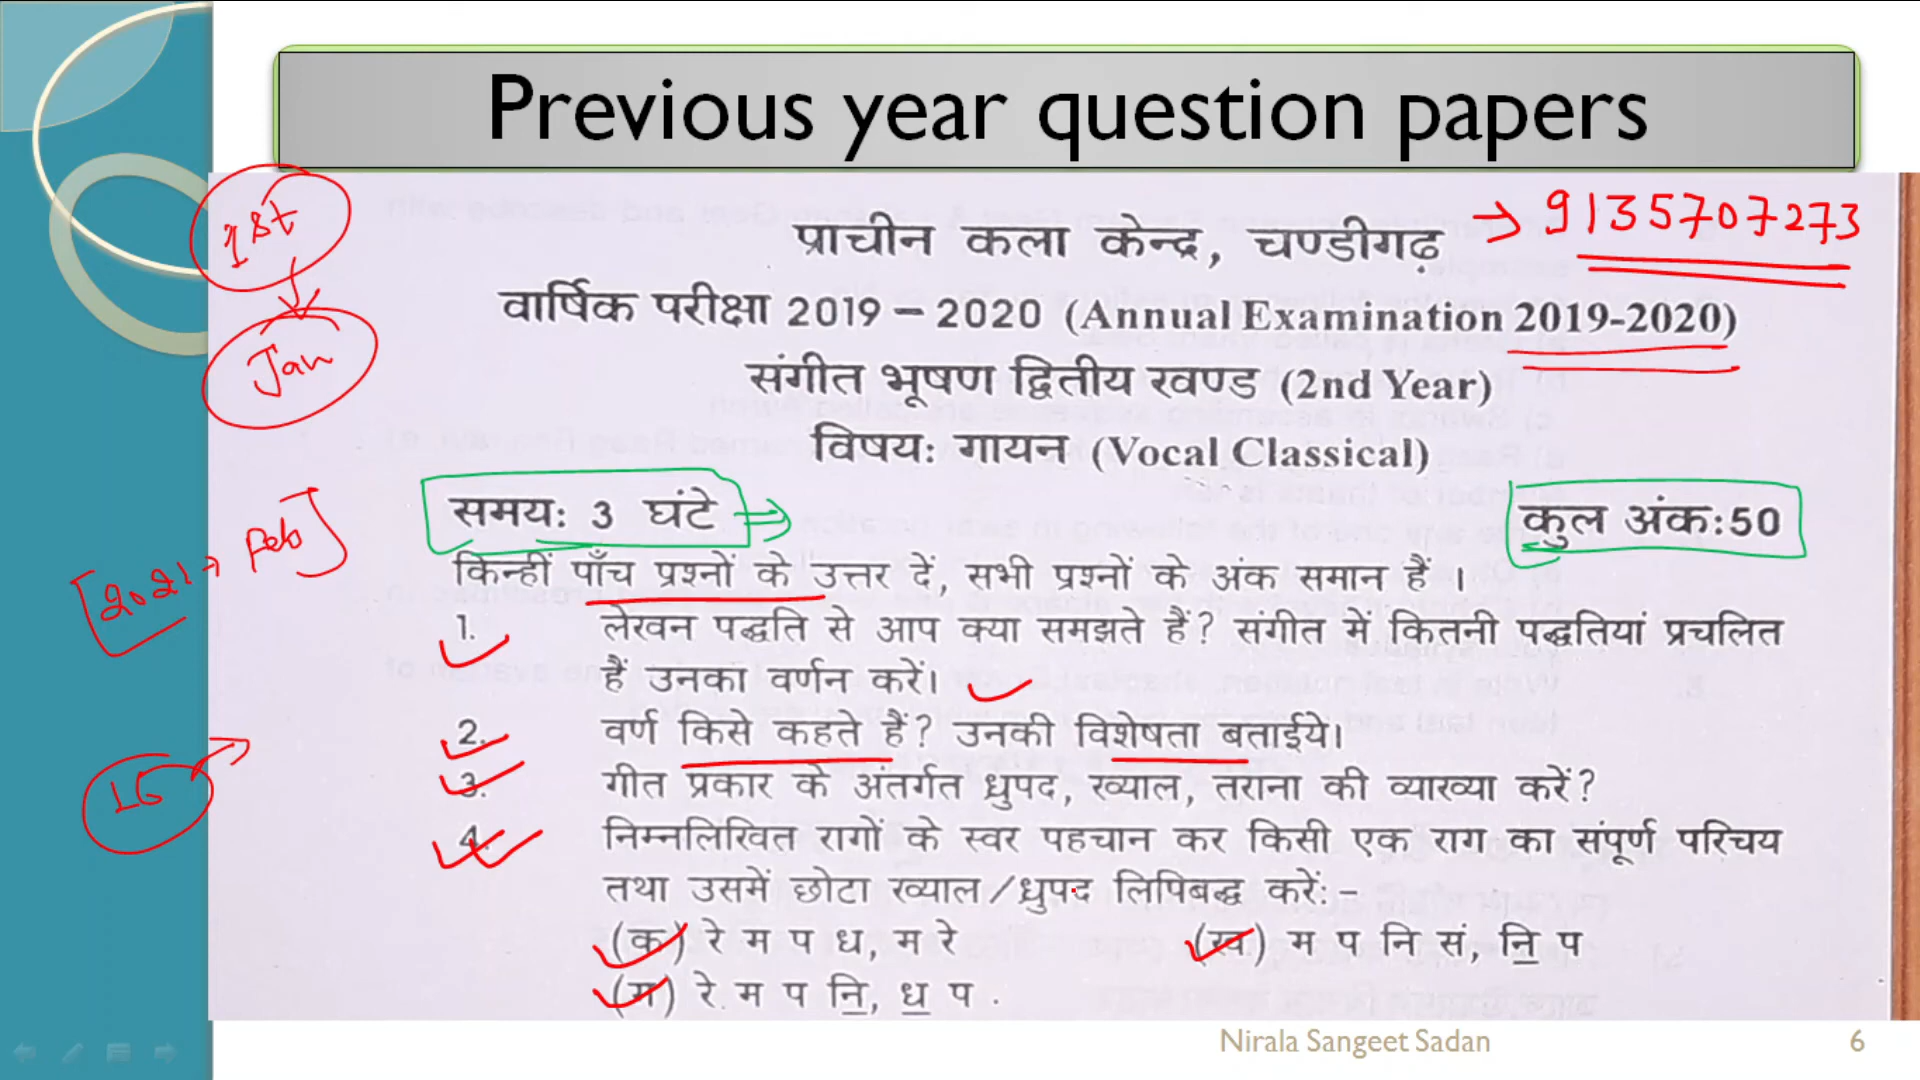 Previous year question papers
1st
→ 9135707273
प्राचीन कला केन्द्र, चण्डीगढ़
वार्षिक परीक्षा 2019 – 2020 (Annual Examination 2019-2020)
Jan
संगीत भूषण द्वितीय खण्ड (2nd Year)
विषय: गायन (Vocal Classical)
समय: 3 घंटे
कुल अंक:50
2021 → Feb
किन्हीं पाँच प्रश्नों के उत्तर दें, सभी प्रश्नों के अंक समान हैं ।
1. लेखन पद्धति से आप क्या समझते हैं? संगीत में कितनी पद्धतियां प्रचलित
हैं उनका वर्णन करें।
2. वर्ण किसे कहते हैं? उनकी विशेषता बताईये।
3. गीत प्रकार के अंतर्गत ध्रुपद, ख्याल, तराना की व्याख्या करें?
16
4. निम्नलिखित रागों के स्वर पहचान कर किसी एक राग का संपूर्ण परिचय
तथा उसमें छोटा ख्याल/ध्रुपद लिपिबद्ध करें:-
(क) रे म प ध, म रे (ख) म प नि सं, नि॒ प
(ग) रे म प नि॒, ध॒ प .
Nirala Sangeet Sadan
6